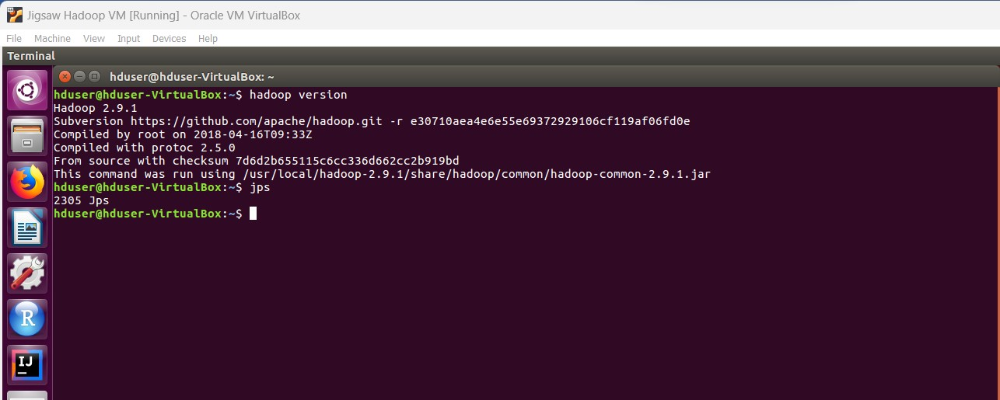 Jigsaw Hadoop VM [Running] - Oracle VM VirtualBox
File Machine View Input Devices Help
Terminal
hduser@hduser-VirtualBox: ~
hduser@hduser-VirtualBox:~$ hadoop version
Hadoop 2.9.1
Subversion https://github.com/apache/hadoop.git -r e30710aea4e6e55e69372929106cf119af06fd0e
Compiled by root on 2018-04-16T09:33Z
Compiled with protoc 2.5.0
From source with checksum 7d6d2b655115c6cc336d662cc2b919bd
This command was run using /usr/local/hadoop-2.9.1/share/hadoop/common/hadoop-common-2.9.1.jar
hduser@hduser-VirtualBox:~$ jps
2305 Jps
hduser@hduser-VirtualBox:~$
R
IJ